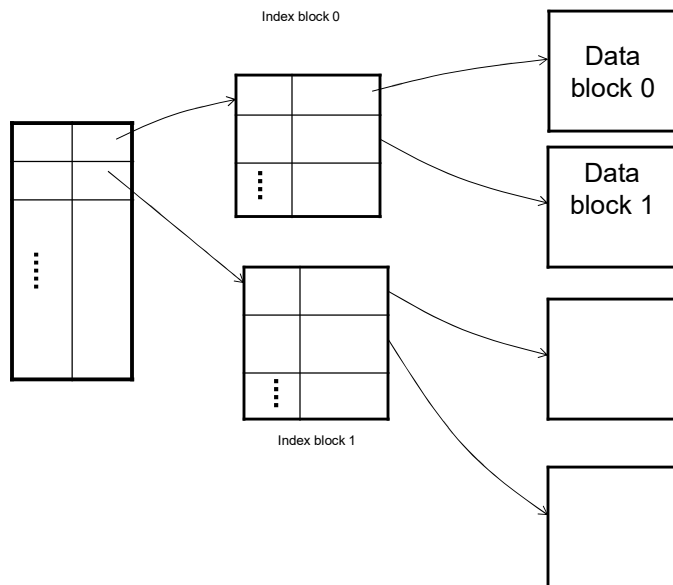 Index block 0
Data
block 0
Data
block 1
Index block 1